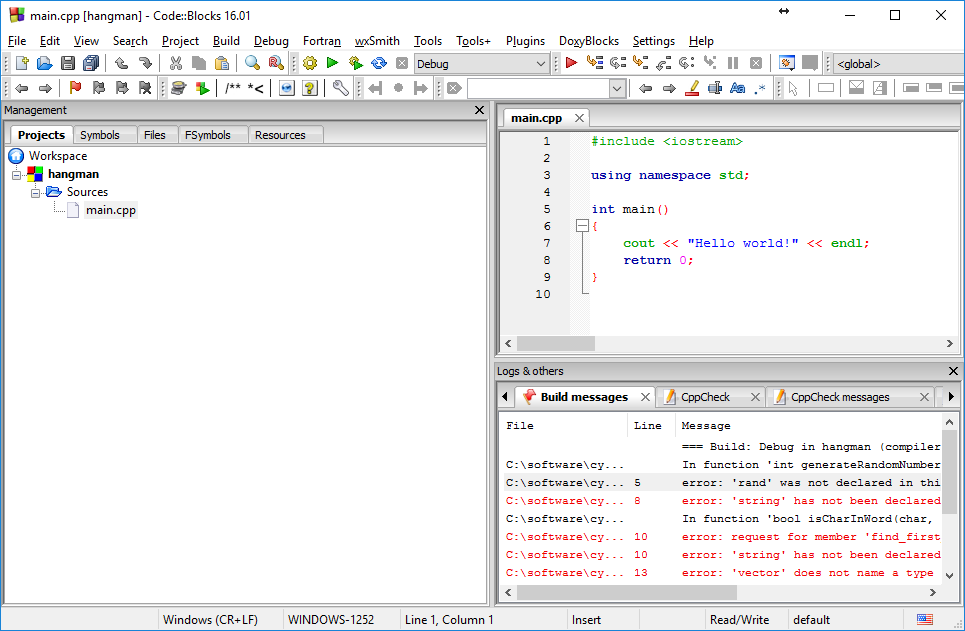 main.cpp [hangman] - Code::Blocks 16.01
File Edit View Search Project Build Debug Fortran wxSmith Tools Tools+ Plugins DoxyBlocks Settings Help
Debug <global>
/** *< Aa .*
Management
Projects Symbols Files FSymbols Resources
Workspace
hangman
Sources
main.cpp
main.cpp
1 #include <iostream>
2
3 using namespace std;
4
5 int main()
6 {
7 cout << "Hello world!" << endl;
8 return 0;
9 }
10
Logs & others
Build messages CppCheck CppCheck messages
File Line Message
=== Build: Debug in hangman (compiler
C:\software\cy... In function 'int generateRandomNumber
C:\software\cy... 5 error: 'rand' was not declared in thi
C:\software\cy... 8 error: 'string' has not been declared
C:\software\cy... In function 'bool isCharInWord(char,
C:\software\cy... 10 error: request for member 'find_first
C:\software\cy... 10 error: 'string' has not been declared
C:\software\cy... 13 error: 'vector' does not name a type
Windows (CR+LF) WINDOWS-1252 Line 1, Column 1 Insert Read/Write default